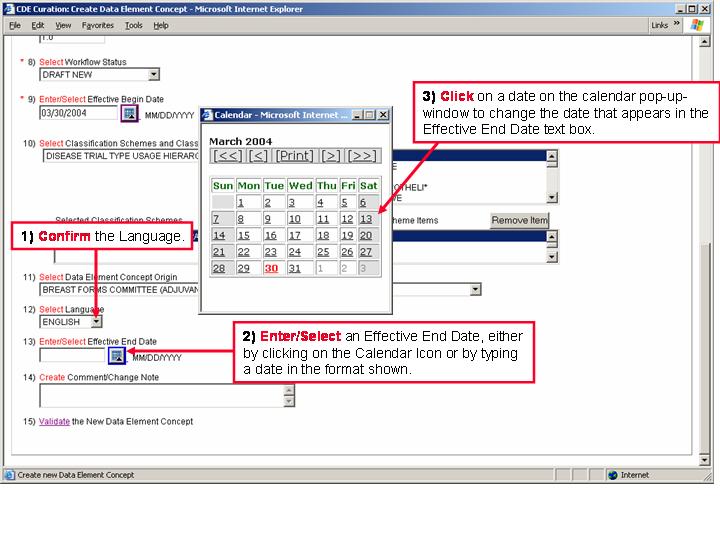 CDE Curation: Create Data Element Concept - Microsoft Internet Explorer
File Edit View Favorites Tools Help
Links »
1.0
* 8) Select Workflow Status
DRAFT NEW
* 9) Enter/Select Effective Begin Date
03/30/2004 MM/DD/YYYY
3) Click on a date on the calendar pop-up-
window to change the date that appears in the
Effective End Date text box.
Calendar - Microsoft Internet ...
March 2004
[<<] [<] [Print] [>] [>>]
Sun Mon Tue Wed Thu Fri Sat
1 2 3 4 5 6
7 8 9 10 11 12 13
14 15 16 17 18 19 20
21 22 23 24 25 26 27
28 29 30 31 1 2 3
10) Select Classification Schemes and Class
DISEASE TRIAL TYPE USAGE HIERARC
OTHELI*
Selected Classification Schemes
heme Items
Remove Item
1) Confirm the Language.
11) Select Data Element Concept Origin
BREAST FORMS COMMITTEE (ADJUVAN
12) Select Language
ENGLISH
13) Enter/Select Effective End Date
MM/DD/YYYY
2) Enter/Select an Effective End Date, either
by clicking on the Calendar Icon or by typing
a date in the format shown.
14) Create Comment/Change Note
15) Validate the New Data Element Concept
Create new Data Element Concept
Internet